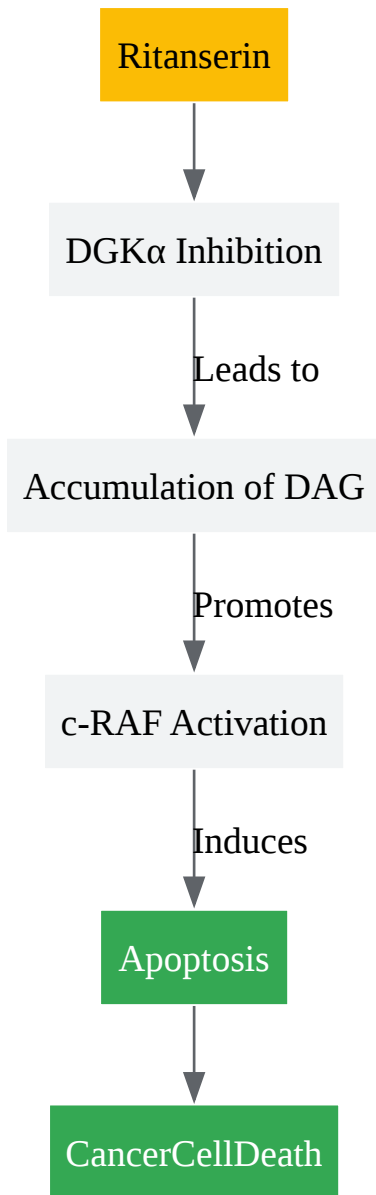 Ritanserin
DGKα Inhibition
Leads to
Accumulation of DAG
Promotes
c-RAF Activation
Induces
Apoptosis
CancerCellDeath